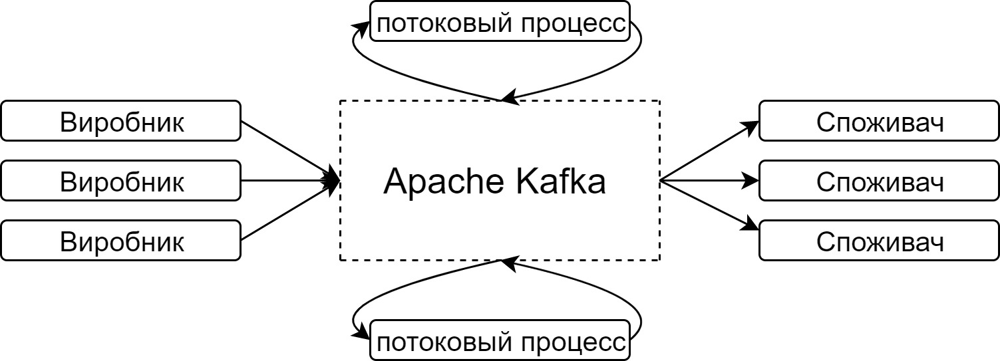 потоковый процесс
Виробник
Виробник
Виробник
Apache Kafka
Споживач
Споживач
Споживач
потоковый процесс